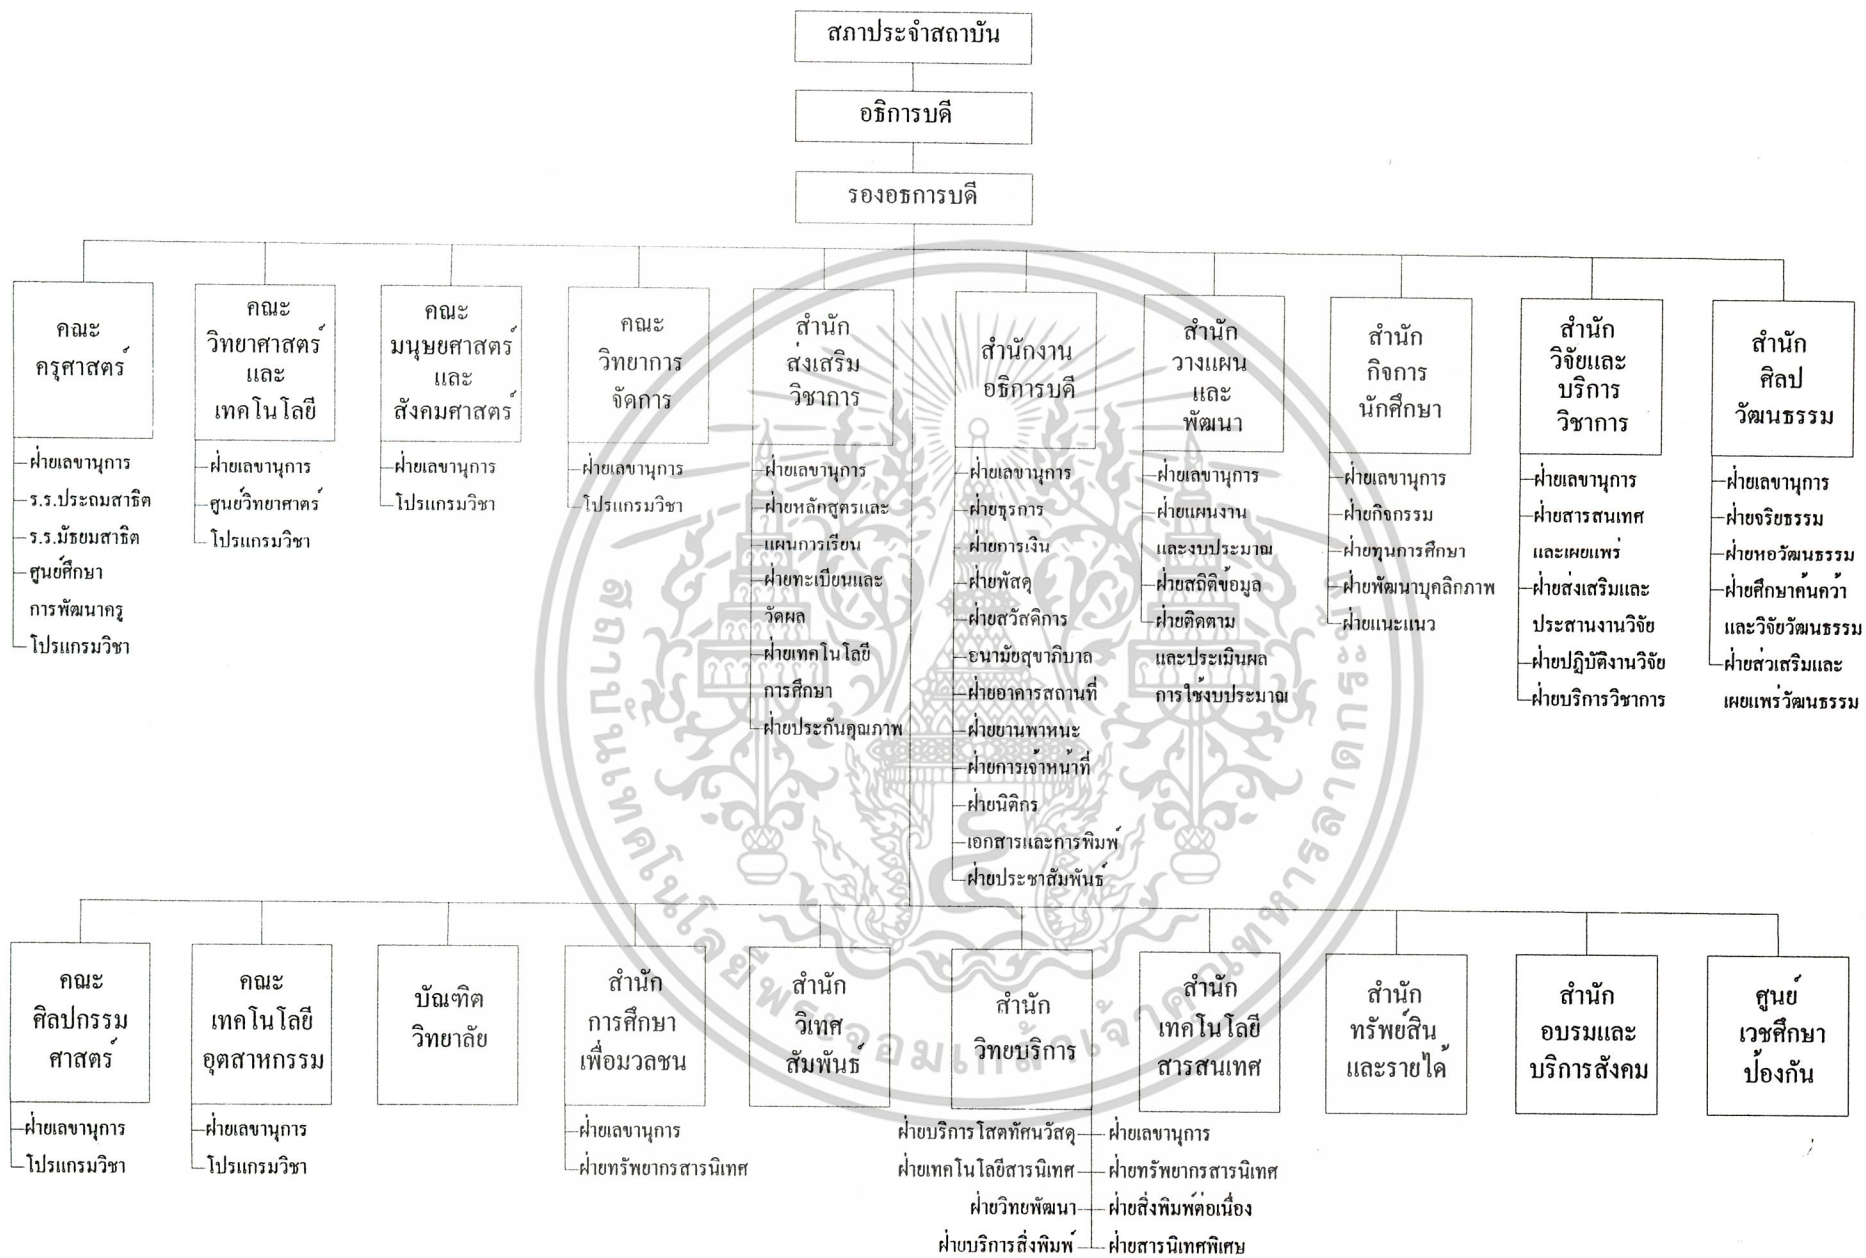 สภาประจำสถาบัน
อธิการบดี
รองอธการบดี
คณะ
ครุศาสตร์
ฝ่ายเลขานุการ
ร.ร.ประถมสาธิต
ร.ร.มัธยมสาธิต
ศูนย์ศึกษา
การพัฒนาครู
โปรแกรมวิชา
คณะ
วิทยาศาสตร์
และ
เทคโนโลยี
ฝ่ายเลขานุการ
ศูนย์วิทยาศาตร์
โปรแกรมวิชา
คณะ
มนุษยศาสตร์
และ
สังคมศาสตร์
ฝ่ายเลขานุการ
โปรแกรมวิชา
คณะ
วิทยาการ
จัดการ
ฝ่ายเลขานุการ
โปรแกรมวิชา
สำนัก
ส่งเสริม
วิชาการ
ฝ่ายเลขานุการ
ฝ่ายหลักสูตรและ
แผนการเรียน
ฝ่ายทะเบียนและ
วัดผล
ฝ่ายเทคโนโลยี
การศึกษา
ฝ่ายประกันคุณภาพ
สำนักงาน
อธิการบดี
ฝ่ายเลขานุการ
ฝ่ายธุรการ
ฝ่ายการเงิน
ฝ่ายพัสดุ
ฝ่ายสวัสดิการ
อนามัยสุขาภิบาล
ฝ่ายอาคารสถานที่
ฝ่ายยานพาหนะ
ฝ่ายการเจ้าหน้าที่
ฝ่ายนิติกร
เอกสารและการพิมพ์
ฝ่ายประชาสัมพันธ์
สำนัก
วางแผน
และ
พัฒนา
ฝ่ายเลขานุการ
ฝ่ายแผนงาน
และงบประมาณ
ฝ่ายสถิติข้อมูล
ฝ่ายติดตาม
และประเมินผล
การใช้งบประมาณ
สำนัก
กิจการ
นักศึกษา
ฝ่ายเลขานุการ
ฝ่ายกิจกรรม
ฝ่ายทุนการศึกษา
ฝ่ายพัฒนาบุคลิกภาพ
ฝ่ายแนะแนว
สำนัก
วิจัยและ
บริการ
วิชาการ
ฝ่ายเลขานุการ
ฝ่ายสารสนเทศ
และเผยแพร่
ฝ่ายส่งเสริมและ
ประสานงานวิจัย
ฝ่ายปฏิบัติงานวิจัย
ฝ่ายบริการวิชาการ
สำนัก
ศิลป
วัฒนธรรม
ฝ่ายเลขานุการ
ฝ่ายจริยธรรม
ฝ่ายหอวัฒนธรรม
ฝ่ายศึกษาค้นคว้า
และวิจัยวัฒนธรรม
ฝ่ายส่วเสริมและ
เผยแพร่วัฒนธรรม
คณะ
ศิลปกรรม
ศาสตร์
ฝ่ายเลขานุการ
โปรแกรมวิชา
คณะ
เทคโนโลยี
อุตสาหกรรม
ฝ่ายเลขานุการ
โปรแกรมวิชา
บัณฑิต
วิทยาลัย
สำนัก
การศึกษา
เพื่อมวลชน
ฝ่ายเลขานุการ
ฝ่ายทรัพยากรสารนิเทศ
สำนัก
วิเทศ
สัมพันธ์
สำนัก
วิทยบริการ
ฝ่ายบริการโสตทัศนวัสดุ
ฝ่ายเทคโนโลยีสารนิเทศ
ฝ่ายวิทยพัฒนา
ฝ่ายบริการสิ่งพิมพ์
ฝ่ายเลขานุการ
ฝ่ายทรัพยากรสารนิเทศ
ฝ่ายสิ่งพิมพ์ต่อเนื่อง
ฝ่ายสารนิเทศพิเศษ
สำนัก
เทคโนโลยี
สารสนเทศ
สำนัก
ทรัพย์สิน
และรายได้
สำนัก
อบรมและ
บริการสังคม
ศูนย์
เวชศึกษา
ป้องกัน
สถาบันเทคโนโลยีพระจอมเกล้าเจ้าคุณทหารลาดกระบัง